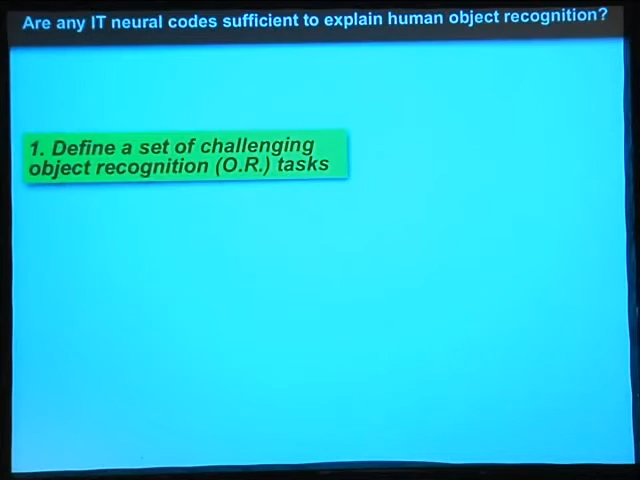 Are any IT neural codes sufficient to explain human object recognition?
1. Define a set of challenging
object recognition (O.R.) tasks